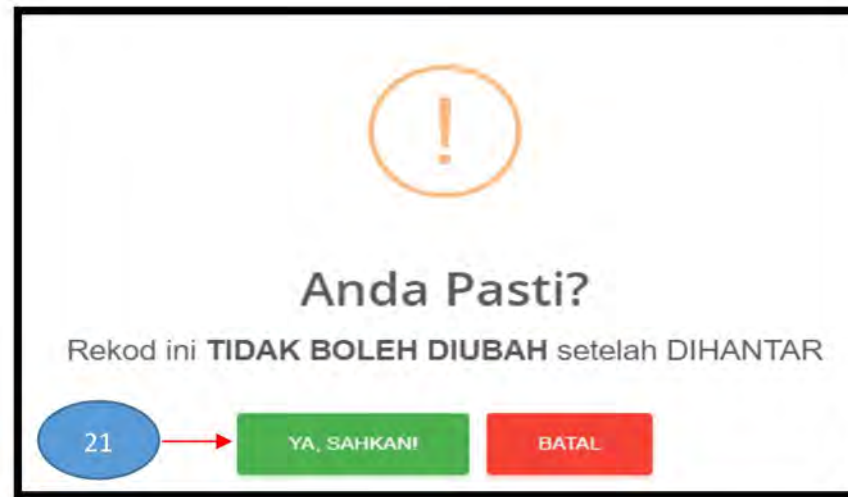 !
Anda Pasti?
Rekod ini TIDAK BOLEH DIUBAH setelah DIHANTAR
21 YA, SAHKAN! BATAL